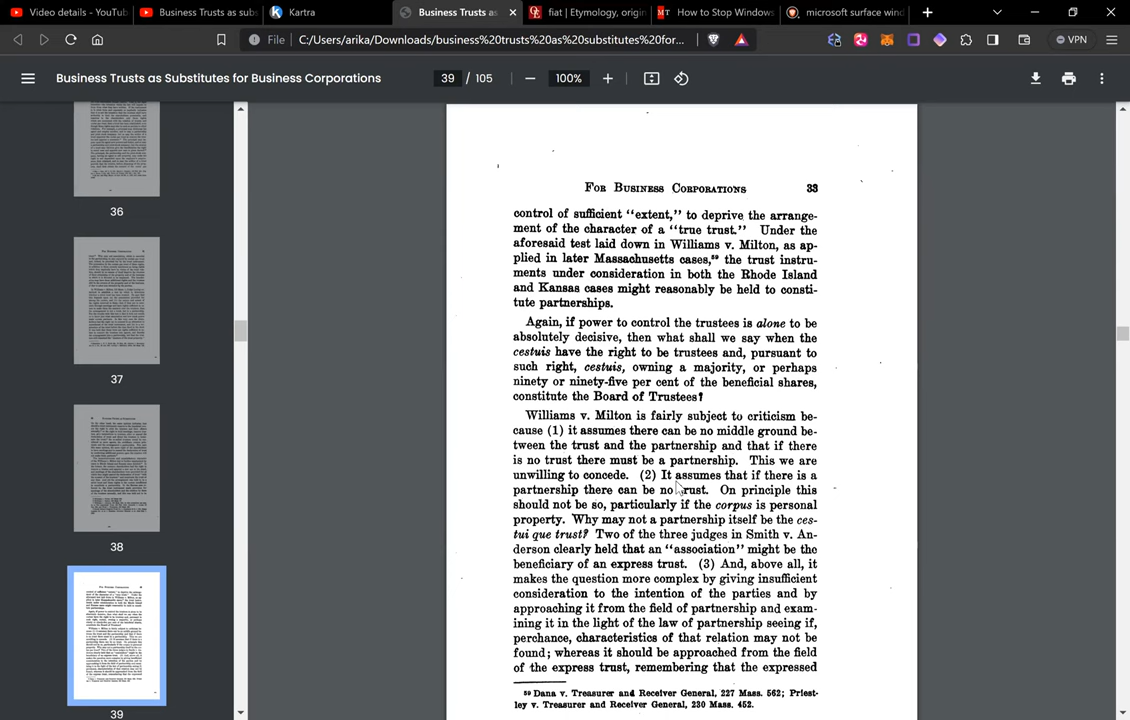 Video details - YouTub
Business Trusts as sub
Kartra
Business Trusts as
fiat | Etymology, origin
How to Stop Windows
microsoft surface wind
File
C:/Users/arika/Downloads/business%20trusts%20as%20substitutes%20for...
VPN
Business Trusts as Substitutes for Business Corporations
39 / 105
100%
36
37
38
39
FOR BUSINESS CORPORATIONS 33
control of sufficient "extent," to deprive the arrange-
ment of the character of a "true trust." Under the
aforesaid test laid down in Williams v. Milton, as ap-
plied in later Massachusetts cases,⁵⁹ the trust instru-
ments under consideration in both the Rhode Island
and Kansas cases might reasonably be held to consti-
tute partnerships.
Again, if power to control the trustees is alone to be
absolutely decisive, then what shall we say when the
cestuis have the right to be trustees and, pursuant to
such right, cestuis, owning a majority, or perhaps
ninety or ninety-five per cent of the beneficial shares,
constitute the Board of Trustees?
Williams v. Milton is fairly subject to criticism be-
cause (1) it assumes there can be no middle ground be-
tween the trust and the partnership and that if there
is no trust there must be a partnership. This we are
unwilling to concede. (2) It assumes that if there is a
partnership there can be no trust. On principle this
should not be so, particularly if the corpus is personal
property. Why may not a partnership itself be the ces-
tui que trust? Two of the three judges in Smith v. An-
derson clearly held that an "association" might be the
beneficiary of an express trust. (3) And, above all, it
makes the question more complex by giving insufficient
consideration to the intention of the parties and by
approaching it from the field of partnership and exam-
ining it in the light of the law of partnership seeing if,
perchance, characteristics of that relation may not be
found; whereas it should be approached from the field
of the express trust, remembering that the expressed
⁵⁹ Dana v. Treasurer and Receiver General, 227 Mass. 562; Priest-
ley v. Treasurer and Receiver General, 230 Mass. 452.